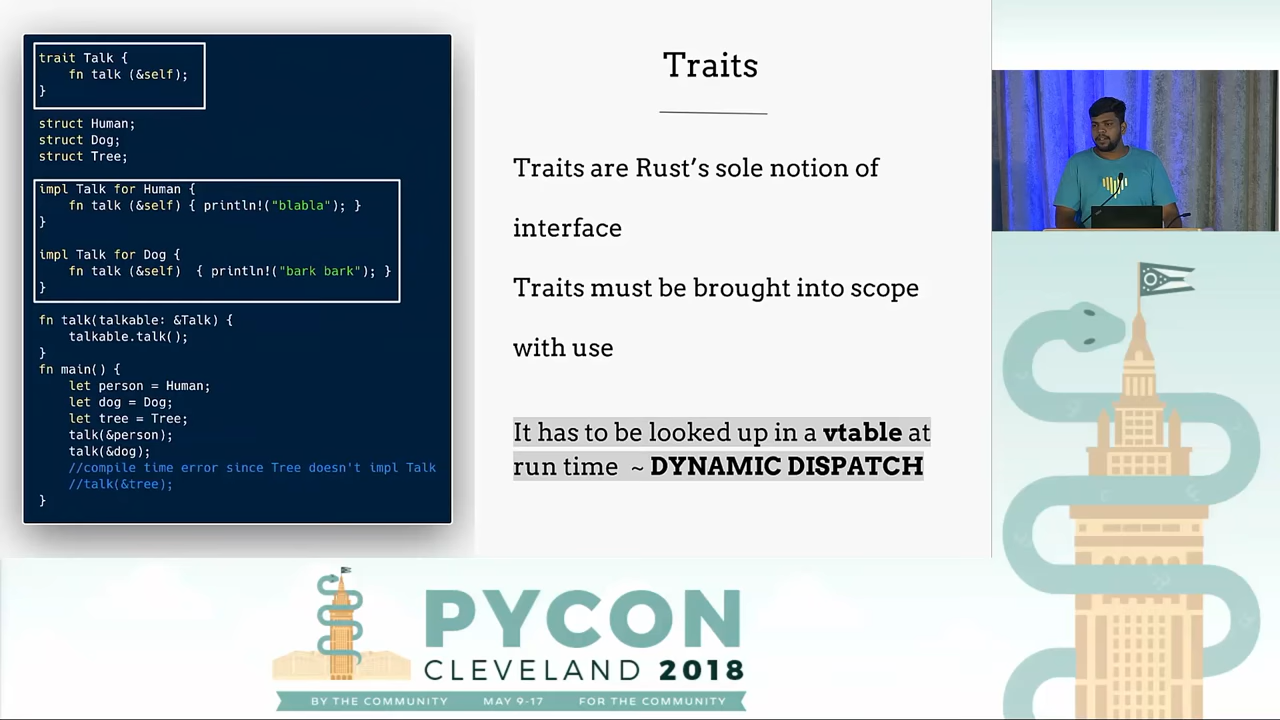 trait Talk {
    fn talk (&self);
}
struct Human;
struct Dog;
struct Tree;
impl Talk for Human {
    fn talk (&self) { println!("blabla"); }
}
impl Talk for Dog {
    fn talk (&self)  { println!("bark bark"); }
}
fn talk(talkable: &Talk) {
    talkable.talk();
}
fn main() {
    let person = Human;
    let dog = Dog;
    let tree = Tree;
    talk(&person);
    talk(&dog);
    //compile time error since Tree doesn't impl Talk
    //talk(&tree);
}
Traits
Traits are Rust’s sole notion of
interface
Traits must be brought into scope
with use
It has to be looked up in a vtable at
run time ~ DYNAMIC DISPATCH
PYCON
CLEVELAND 2018
BY THE COMMUNITY MAY 9-17 FOR THE COMMUNITY